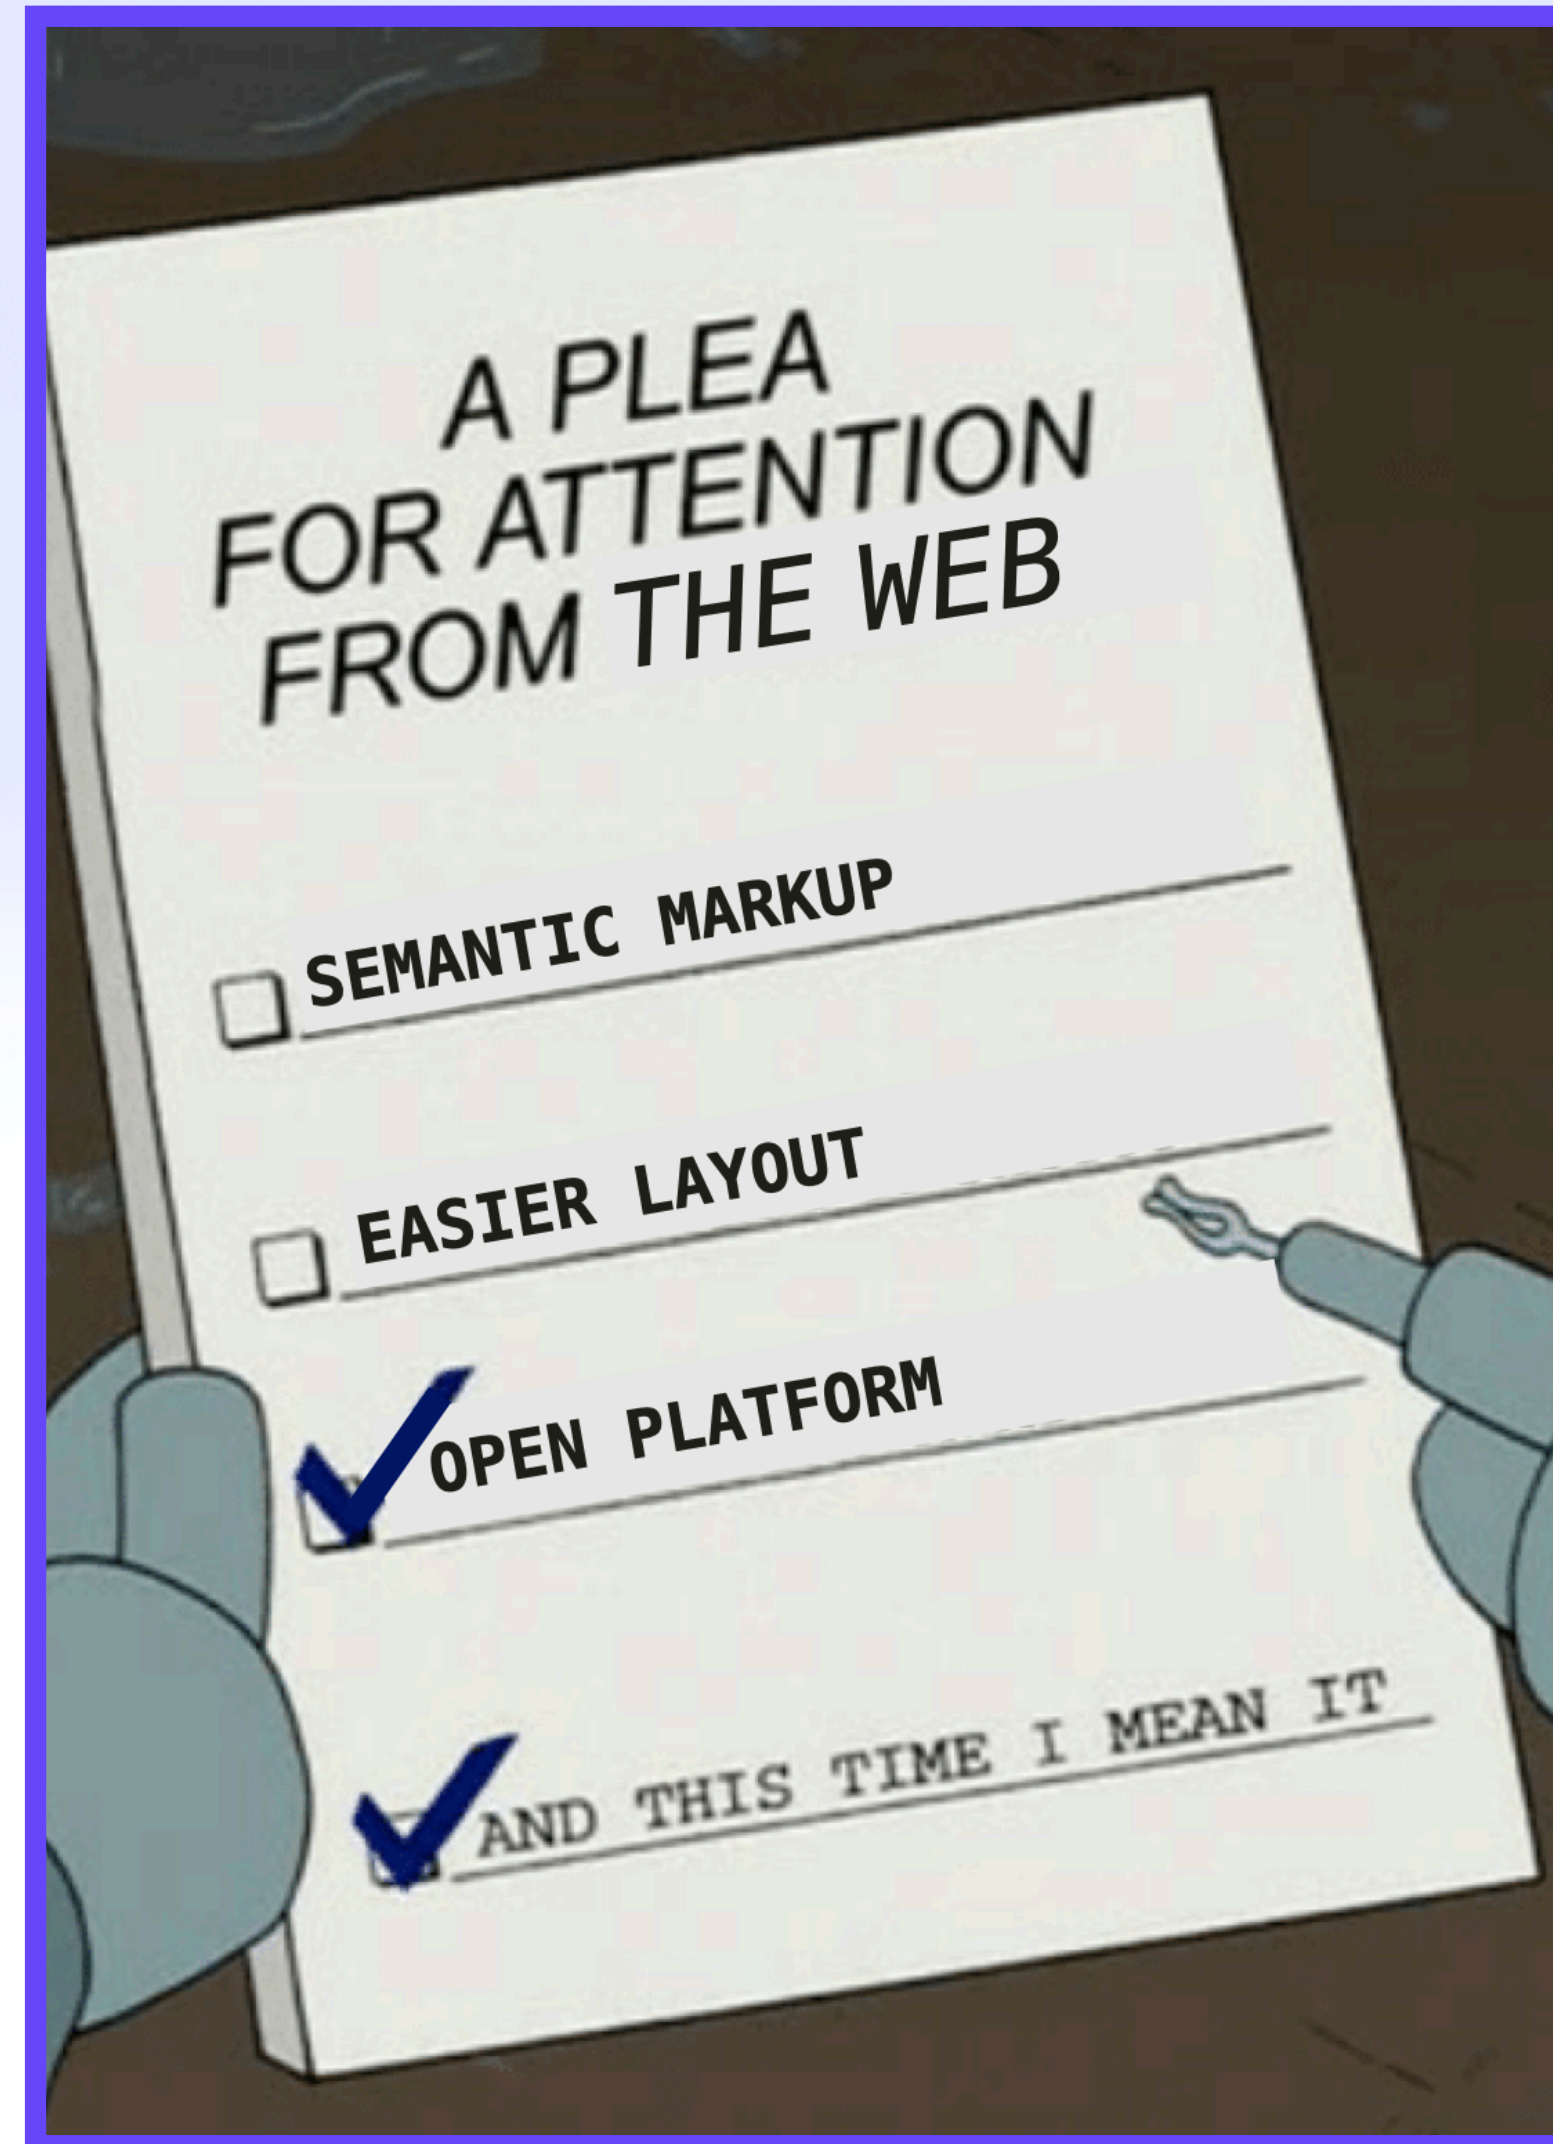 A PLEA
FOR ATTENTION
FROM THE WEB
SEMANTIC MARKUP
EASIER LAYOUT
OPEN PLATFORM
AND THIS TIME I MEAN IT